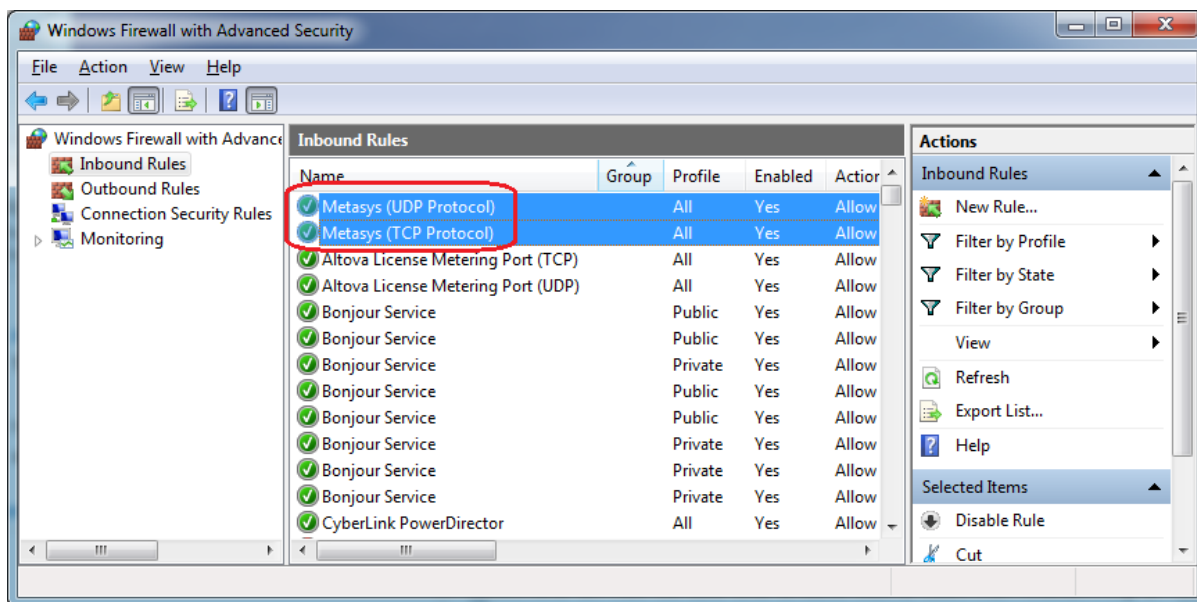 Windows Firewall with Advanced Security
File Action View Help
Windows Firewall with Advance
Inbound Rules
Outbound Rules
Connection Security Rules
Monitoring
Inbound Rules
Name Group Profile Enabled Action
Metasys (UDP Protocol) All Yes Allow
Metasys (TCP Protocol) All Yes Allow
Altova License Metering Port (TCP) All Yes Allow
Altova License Metering Port (UDP) All Yes Allow
Bonjour Service Public Yes Allow
Bonjour Service Public Yes Allow
Bonjour Service Private Yes Allow
Bonjour Service Public Yes Allow
Bonjour Service Public Yes Allow
Bonjour Service Private Yes Allow
Bonjour Service Private Yes Allow
Bonjour Service Private Yes Allow
CyberLink PowerDirector All Yes Allow
Actions
Inbound Rules
New Rule...
Filter by Profile
Filter by State
Filter by Group
View
Refresh
Export List...
Help
Selected Items
Disable Rule
Cut